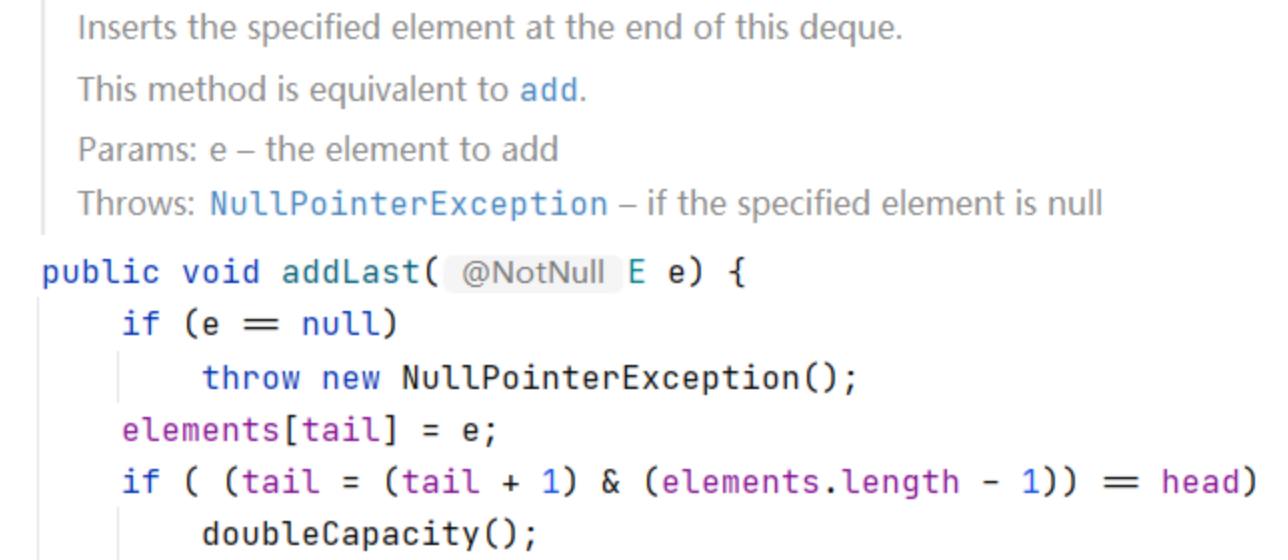 Inserts the specified element at the end of this deque.
This method is equivalent to add.
Params: e – the element to add
Throws: NullPointerException – if the specified element is null
public void addLast( @NotNull E e) {
    if (e == null)
        throw new NullPointerException();
    elements[tail] = e;
    if ( (tail = (tail + 1) & (elements.length - 1)) == head)
        doubleCapacity();